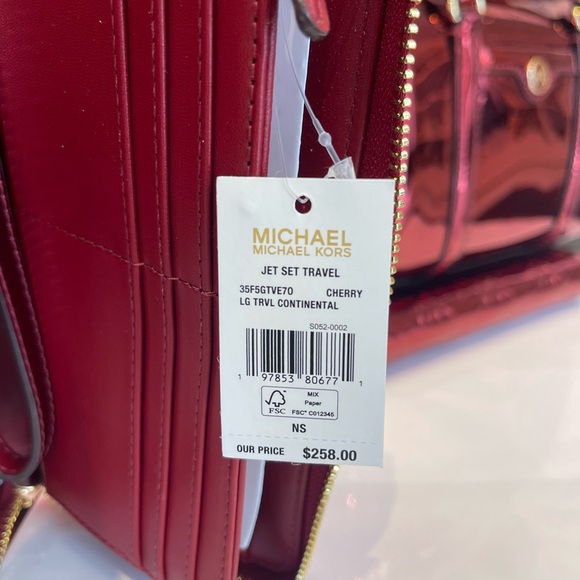 MICHAEL
MICHAEL KORS
JET SET TRAVEL
35F5GTVE7O CHERRY
LG TRVL CONTINENTAL
S052-0002
1 97853 80677 1
FSC
MIX
Paper
FSC® C012345
NS
OUR PRICE $258.00